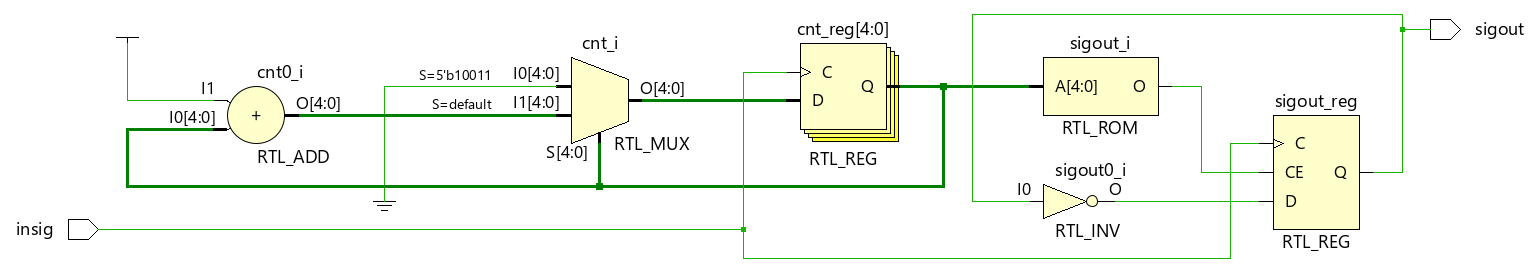 cnt_reg[4:0]
sigout
cnt_i
sigout_i
cnt0_i
S=5'b10011
I0[4:0]
C
I1
O[4:0]
Q
A[4:0]
O
I0[4:0]
O[4:0]
S=default
I1[4:0]
D
sigout_reg
+
RTL_ROM
RTL_ADD
S[4:0]
RTL_MUX
RTL_REG
C
sigout0_i
CE
Q
I0
O
D
insig
RTL_INV
RTL_REG